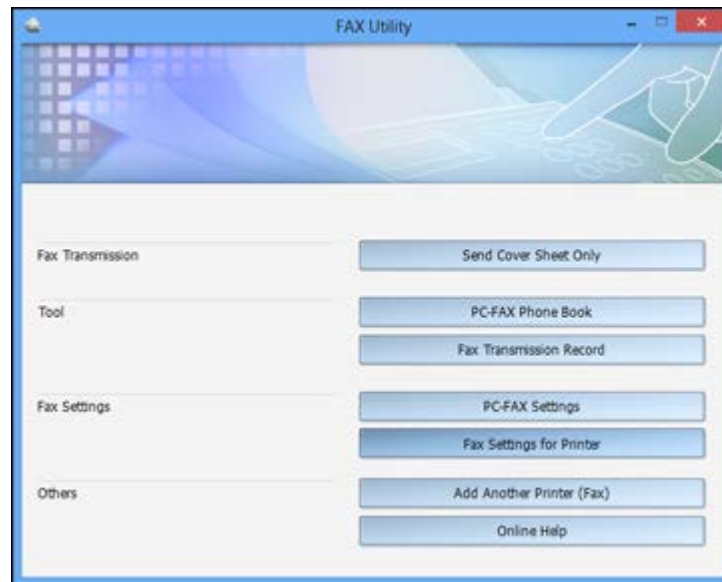 FAX Utility
Fax Transmission
Send Cover Sheet Only
Tool
PC-FAX Phone Book
Fax Transmission Record
Fax Settings
PC-FAX Settings
Fax Settings for Printer
Others
Add Another Printer (Fax)
Online Help